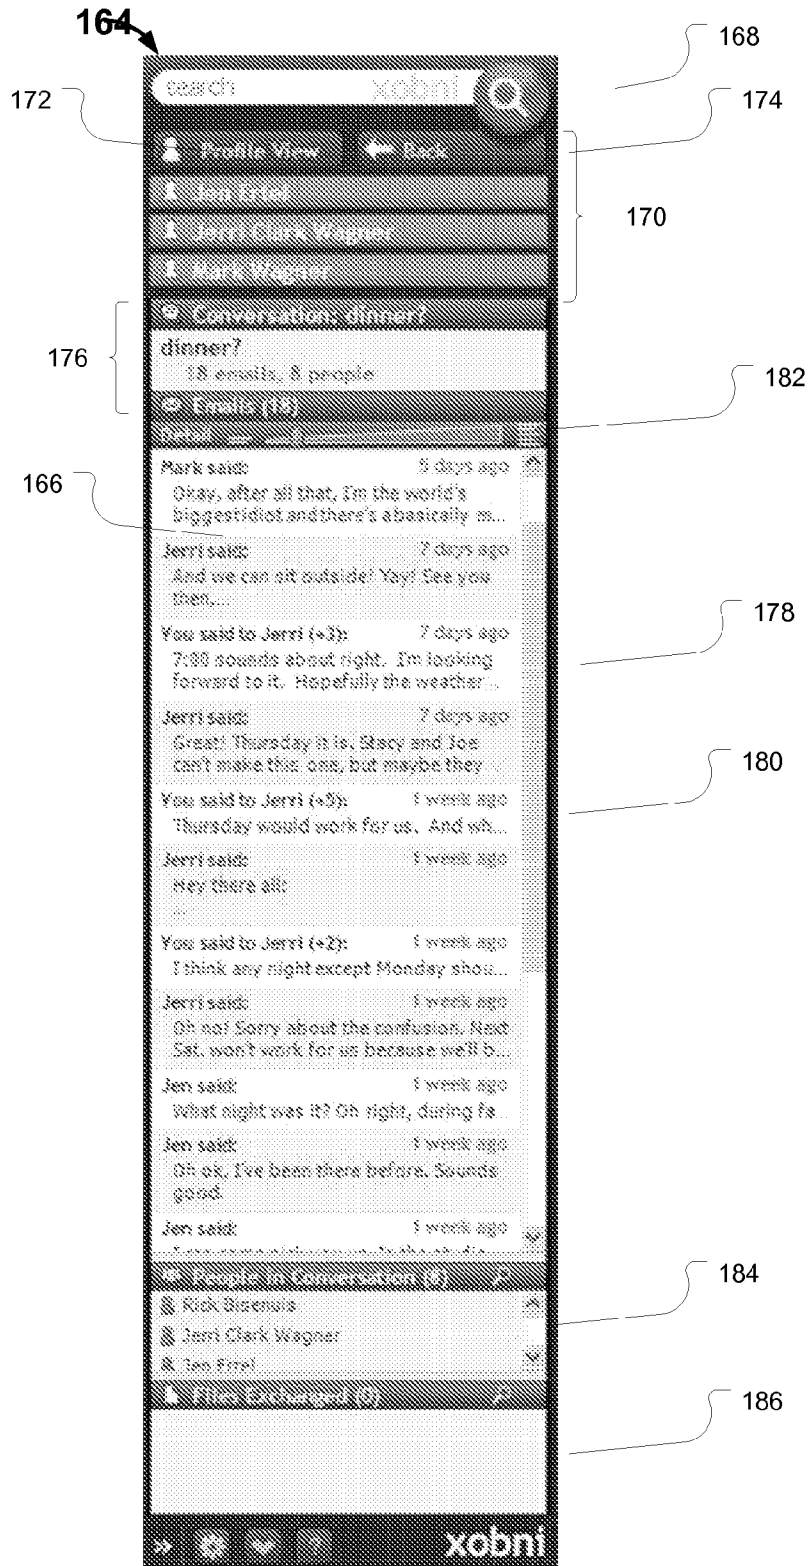 164
168
search xobni
172
174
Profile View Back
Jen Ertel
170
Jerri Clark Wagner
Mark Wagner
Conversation: dinner?
dinner?
176
18 emails, 8 people
182
Emails (18)
Detail
Mark said: 5 days ago
166
Okay, after all that, I'm the world's
biggest idiot and there's a basically m...
Jerri said: 7 days ago
And we can sit outside! Yay! See you
then,...
178
You said to Jerri (+3): 7 days ago
7:00 sounds about right. I'm looking
forward to it. Hopefully the weather...
Jerri said: 7 days ago
Great! Thursday it is. Stacy and Joe
can't make this one, but maybe they
180
You said to Jerri (+5): 1 week ago
Thursday would work for us. And wh...
Jerri said: 1 week ago
Hey there all:
...
You said to Jerri (+2): 1 week ago
I think any night except Monday shou...
Jerri said: 1 week ago
Oh no! Sorry about the confusion. Next
Sat. won't work for us because we'll b...
Jen said: 1 week ago
What night was it? Oh right, during fa...
Jen said: 1 week ago
Oh ok, I've been there before. Sounds
good.
Jen said: 1 week ago
184
People in Conversation (8)
Rick
Jerri Clark Wagner
Jen Ertel
Files Exchanged (0)
186
» ? xobni